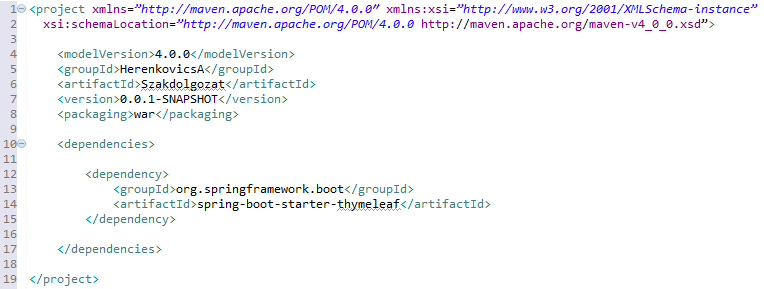 1 <project xmlns=”http://maven.apache.org/POM/4.0.0” xmlns:xsi=”http://www.w3.org/2001/XMLSchema-instance”
2 xsi:schemaLocation=”http://maven.apache.org/POM/4.0.0 http://maven.apache.org/maven-v4_0_0.xsd”>
3
4 <modelVersion>4.0.0</modelVersion>
5 <groupId>HerenkovicsA</groupId>
6 <artifactId>Szakdolgozat</artifactId>
7 <version>0.0.1-SNAPSHOT</version>
8 <packaging>war</packaging>
9
10 <dependencies>
11
12 <dependency>
13 <groupId>org.springframework.boot</groupId>
14 <artifactId>spring-boot-starter-thymeleaf</artifactId>
15 </dependency>
16
17 </dependencies>
18
19 </project>